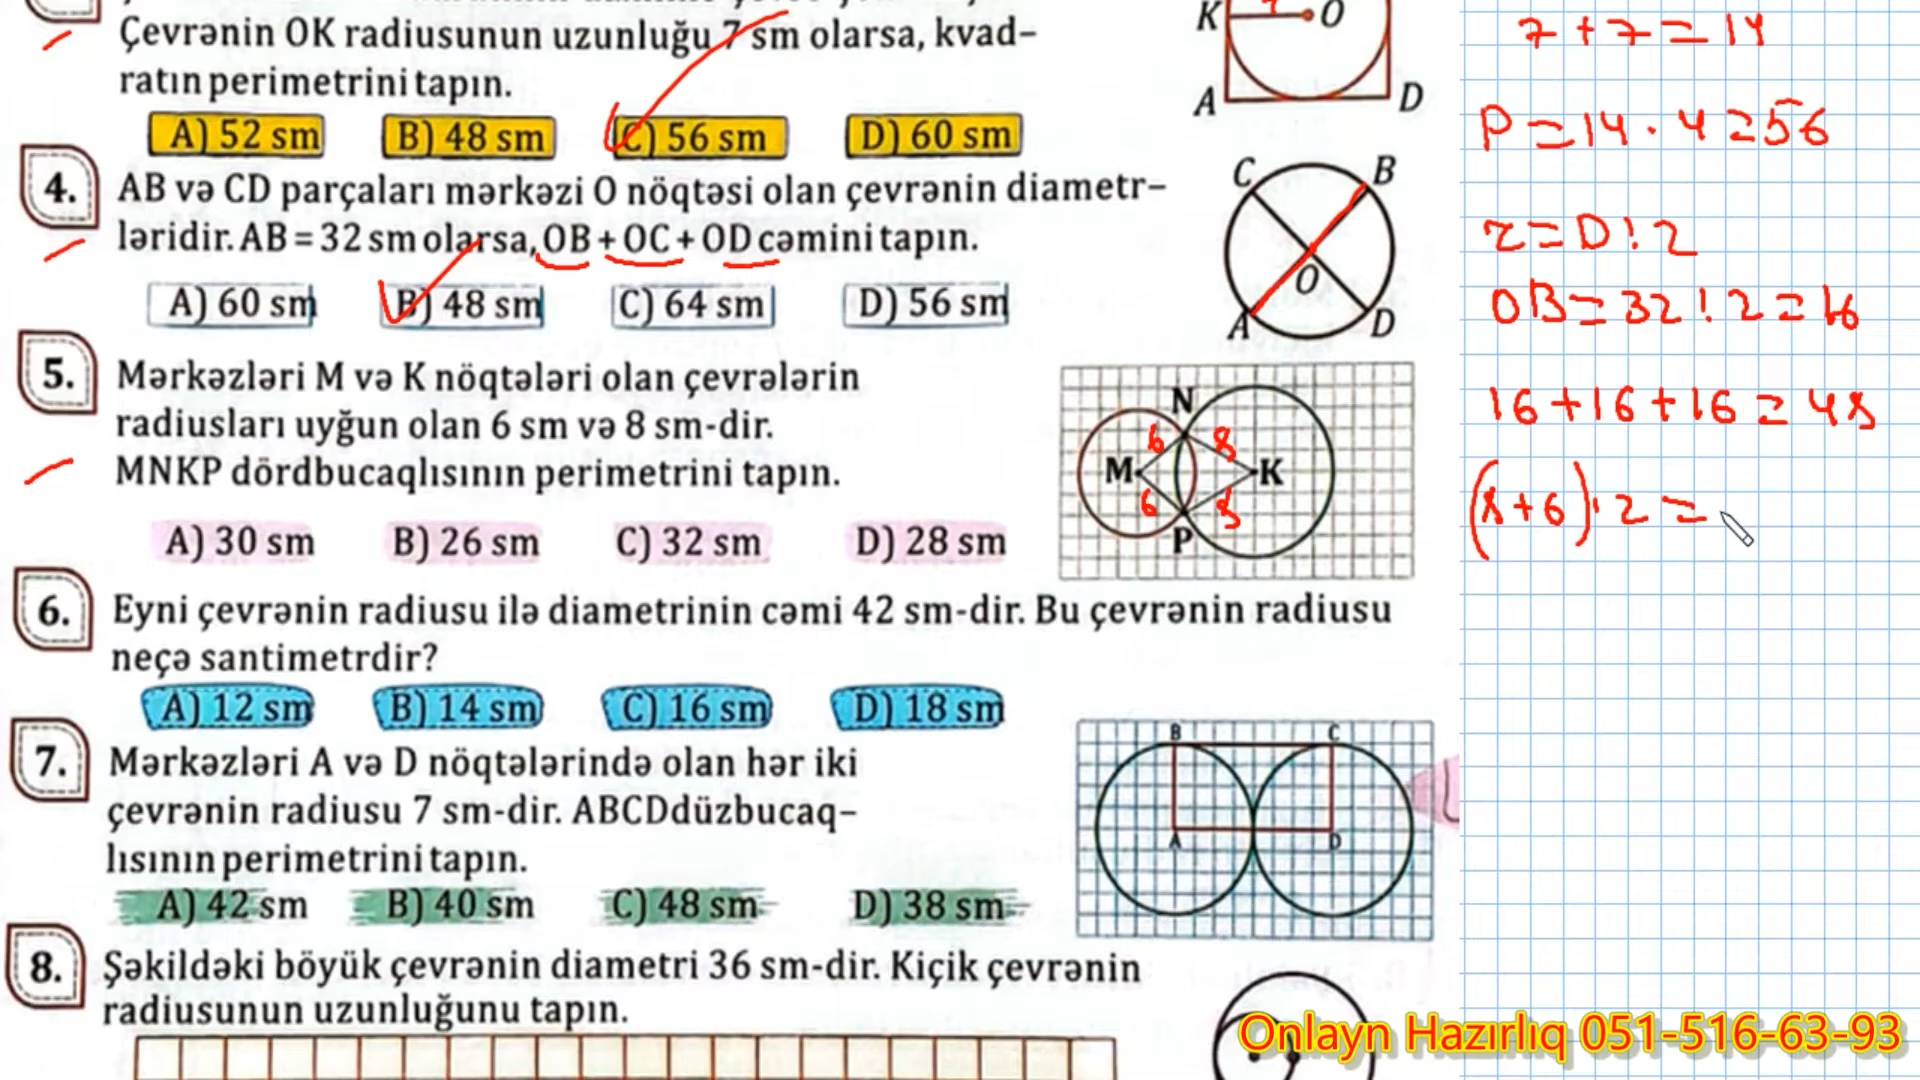 K
O
Çevrənin OK radiusunun uzunluğu 7 sm olarsa, kvad-
ratın perimetrini tapın.
A
D
A) 52 sm
B) 48 sm
C) 56 sm
D) 60 sm
4. AB və CD parçaları mərkəzi O nöqtəsi olan çevrənin diametr-
ləridir. AB = 32 sm olarsa, OB + OC + OD cəmini tapın.
A) 60 sm
B) 48 sm
C) 64 sm
D) 56 sm
C
B
O
A
D
5. Mərkəzləri M və K nöqtələri olan çevrələrin
radiusları uyğun olan 6 sm və 8 sm-dir.
MNKP dördbucaqlısının perimetrini tapın.
A) 30 sm
B) 26 sm
C) 32 sm
D) 28 sm
N
6
8
M
K
6
8
P
6. Eyni çevrənin radiusu ilə diametrinin cəmi 42 sm-dir. Bu çevrənin radiusu
neçə santimetrdir?
A) 12 sm
B) 14 sm
C) 16 sm
D) 18 sm
7. Mərkəzləri A və D nöqtələrində olan hər iki
çevrənin radiusu 7 sm-dir. ABCD düzbucaq-
lısının perimetrini tapın.
A) 42 sm
B) 40 sm
C) 48 sm
D) 38 sm
B
C
A
D
8. Şəkildəki böyük çevrənin diametri 36 sm-dir. Kiçik çevrənin
radiusunun uzunluğunu tapın.
7 + 7 = 14
P = 14 · 4 = 56
r = D : 2
OB = 32 : 2 = 16
16 + 16 + 16 = 48
(8 + 6) · 2 =
Onlayn Hazırlıq 051-516-63-93